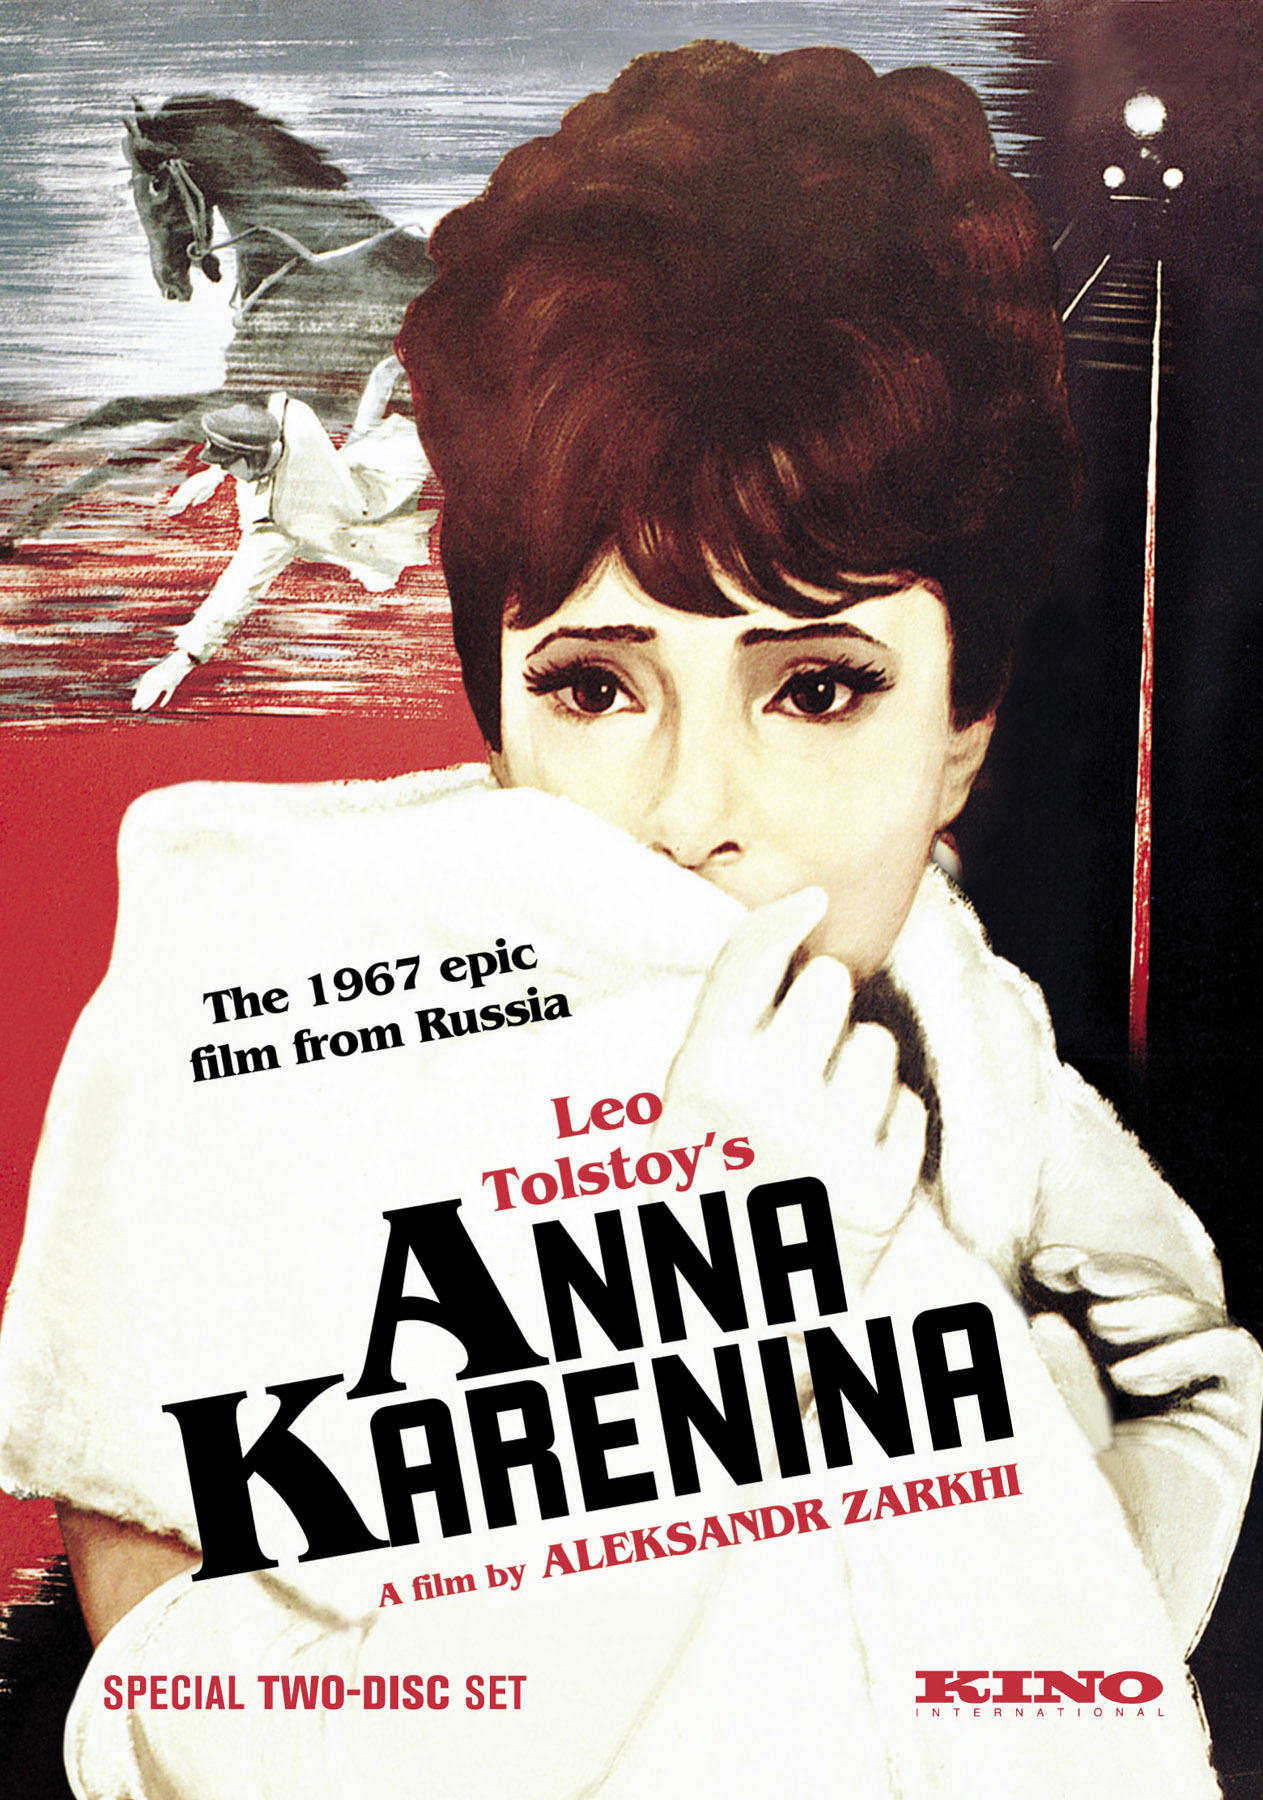 The 1967 epic
film from Russia
Leo
Tolstoy's
ANNA
KARENINA
A film by ALEKSANDR ZARKHI
SPECIAL TWO-DISC SET
KINO
INTERNATIONAL